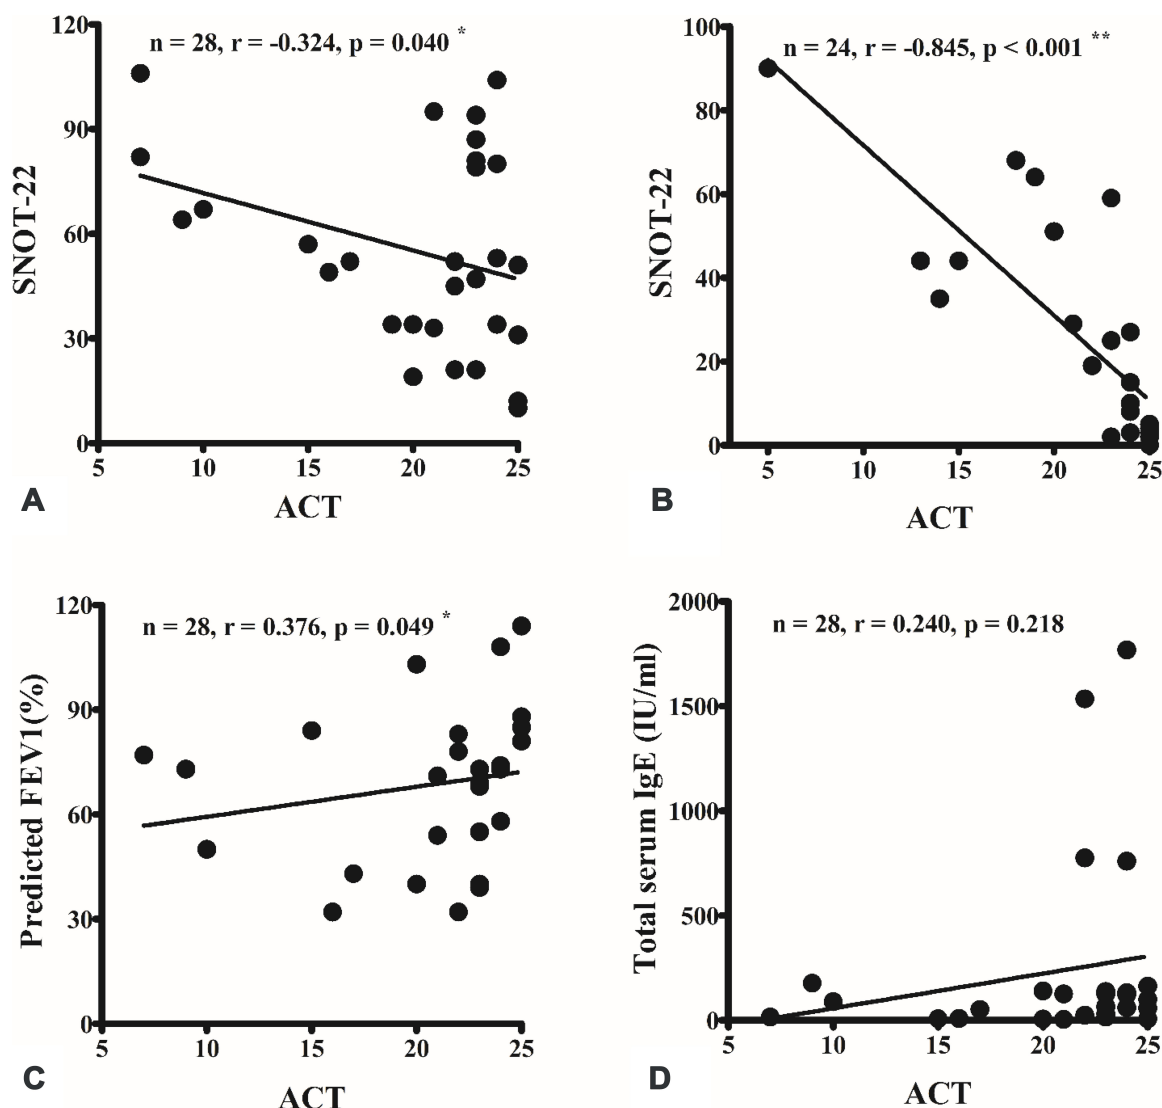 n = 28, r = -0.324, p = 0.040 *
SNOT-22
120
90
60
30
0
5 10 15 20 25
ACT
A
n = 24, r = -0.845, p < 0.001 **
SNOT-22
100
80
60
40
20
0
5 10 15 20 25
ACT
B
n = 28, r = 0.376, p = 0.049 *
Predicted FEV1(%)
120
90
60
30
0
5 10 15 20 25
ACT
C
n = 28, r = 0.240, p = 0.218
Total serum IgE (IU/ml)
2000
1500
1000
500
0
5 10 15 20 25
ACT
D